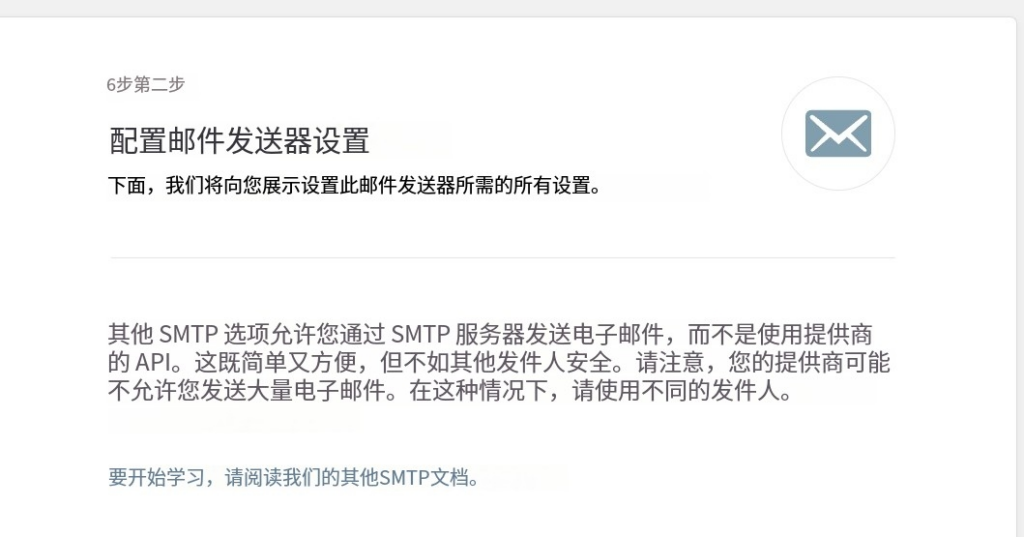 6步第二步
配置邮件发送器设置
下面，我们将向您展示设置此邮件发送器所需的所有设置。
其他 SMTP 选项允许您通过 SMTP 服务器发送电子邮件，而不是使用提供商
的 API。这既简单又方便，但不如其他发件人安全。请注意，您的提供商可能
不允许您发送大量电子邮件。在这种情况下，请使用不同的发件人。
要开始学习，请阅读我们的其他SMTP文档。